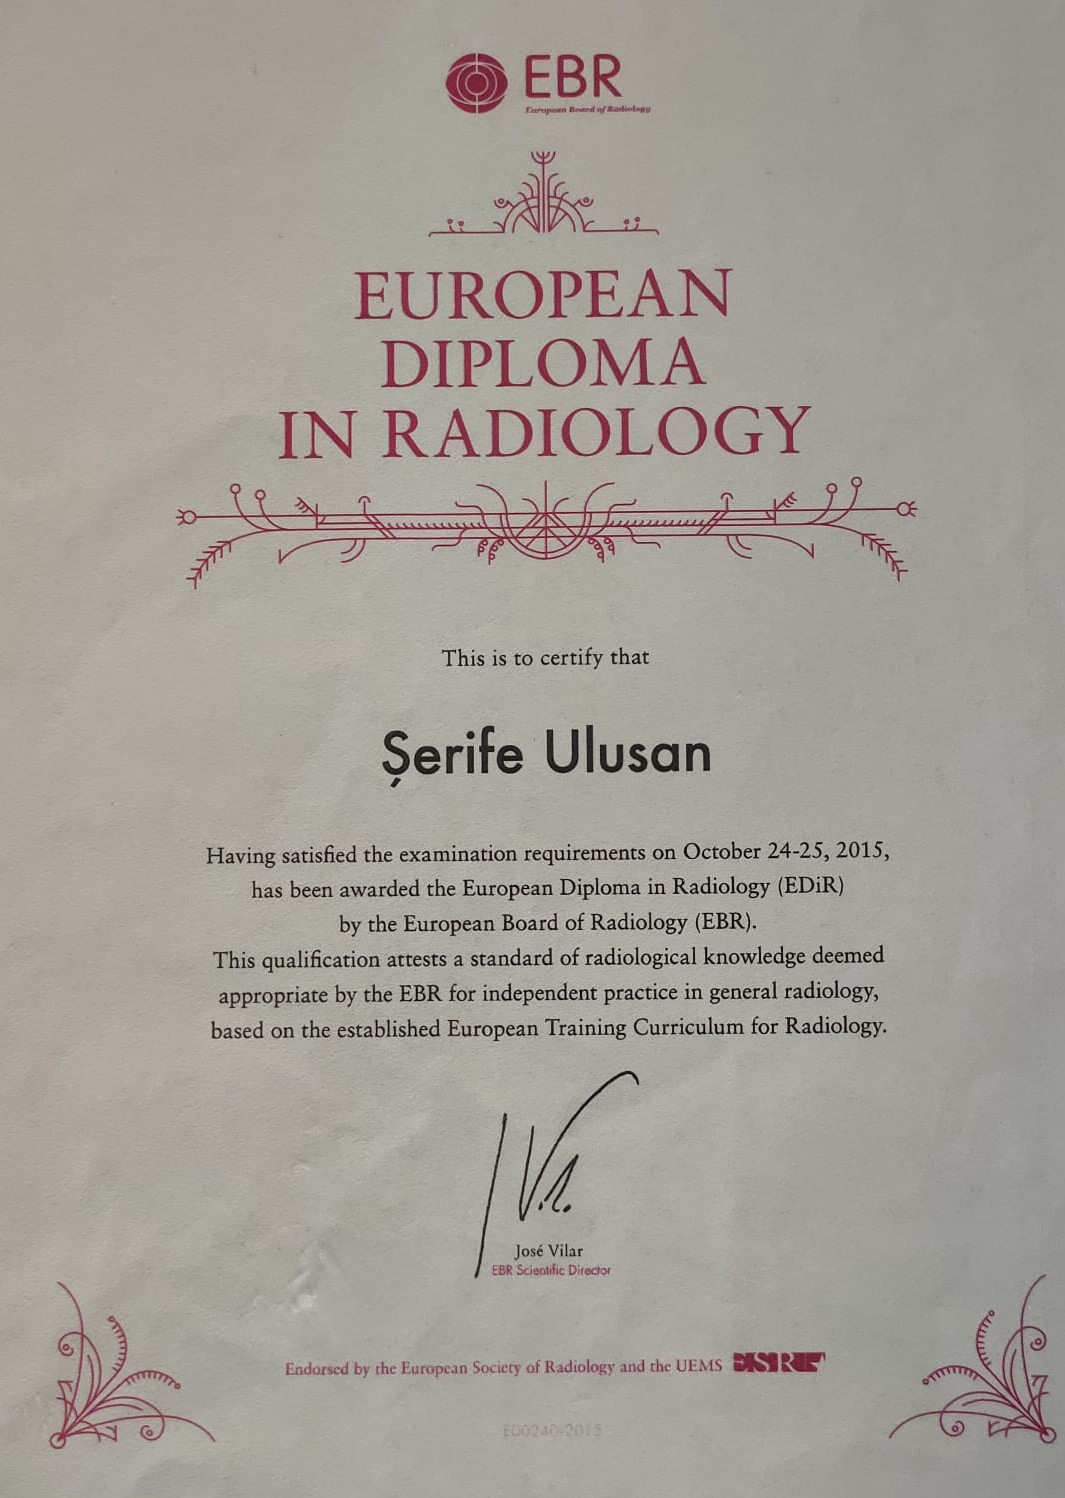 EBR
European Board of Radiology
EUROPEAN
DIPLOMA
IN RADIOLOGY
This is to certify that
Şerife Ulusan
Having satisfied the examination requirements on October 24-25, 2015,
has been awarded the European Diploma in Radiology (EDiR)
by the European Board of Radiology (EBR).
This qualification attests a standard of radiological knowledge deemed
appropriate by the EBR for independent practice in general radiology,
based on the established European Training Curriculum for Radiology.
José Vilar
EBR Scientific Director
Endorsed by the European Society of Radiology and the UEMS ESR
E00240-2015